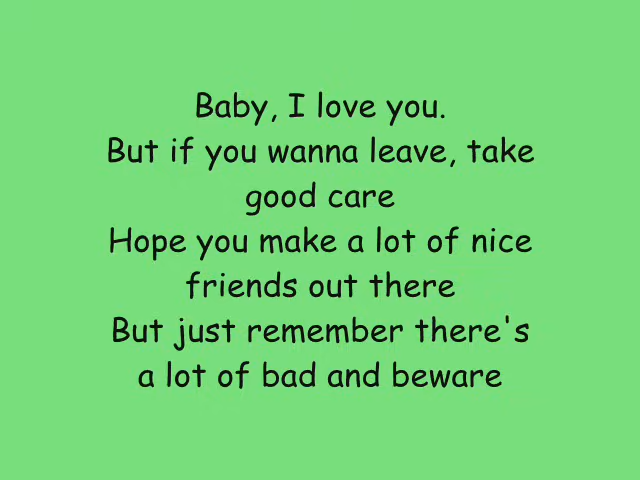 Baby, I love you.
But if you wanna leave, take
good care
Hope you make a lot of nice
friends out there
But just remember there's
a lot of bad and beware